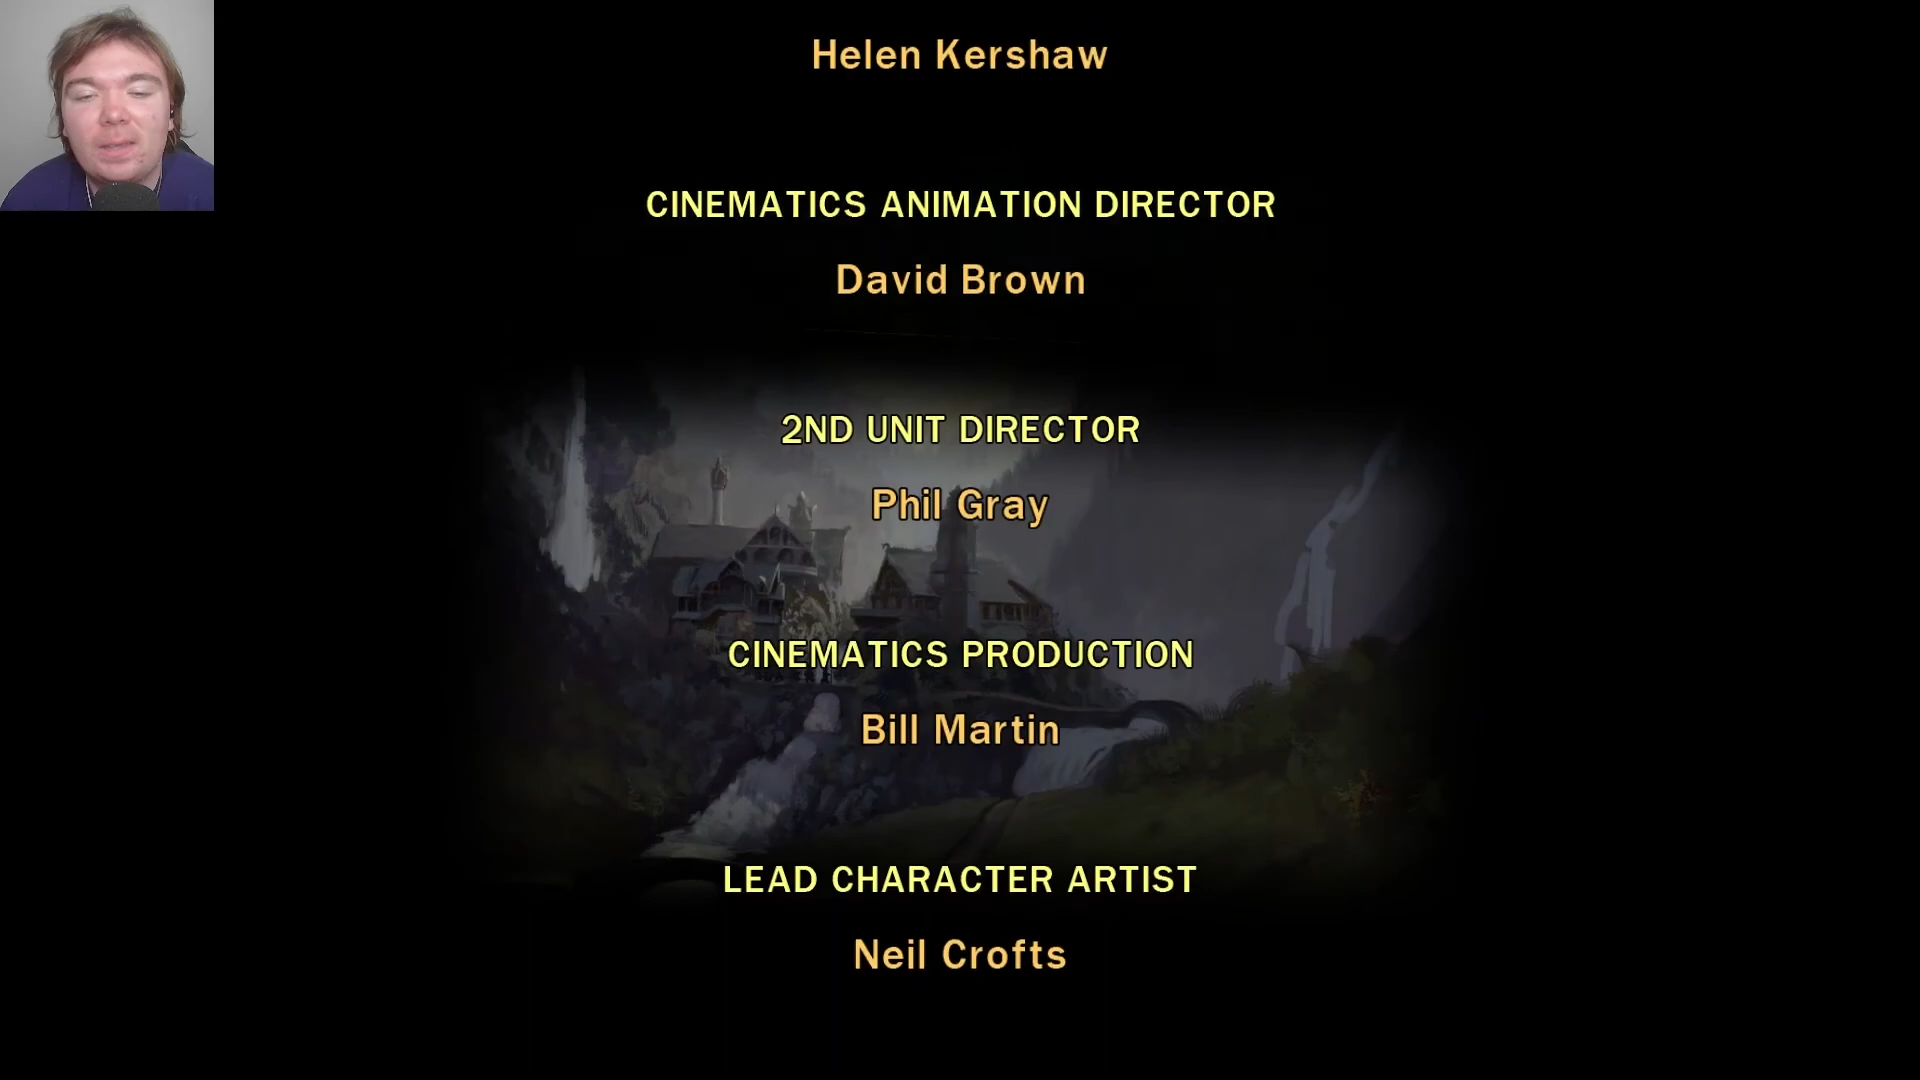 Helen Kershaw
CINEMATICS ANIMATION DIRECTOR
David Brown
2ND UNIT DIRECTOR
Phil Gray
CINEMATICS PRODUCTION
Bill Martin
LEAD CHARACTER ARTIST
Neil Crofts